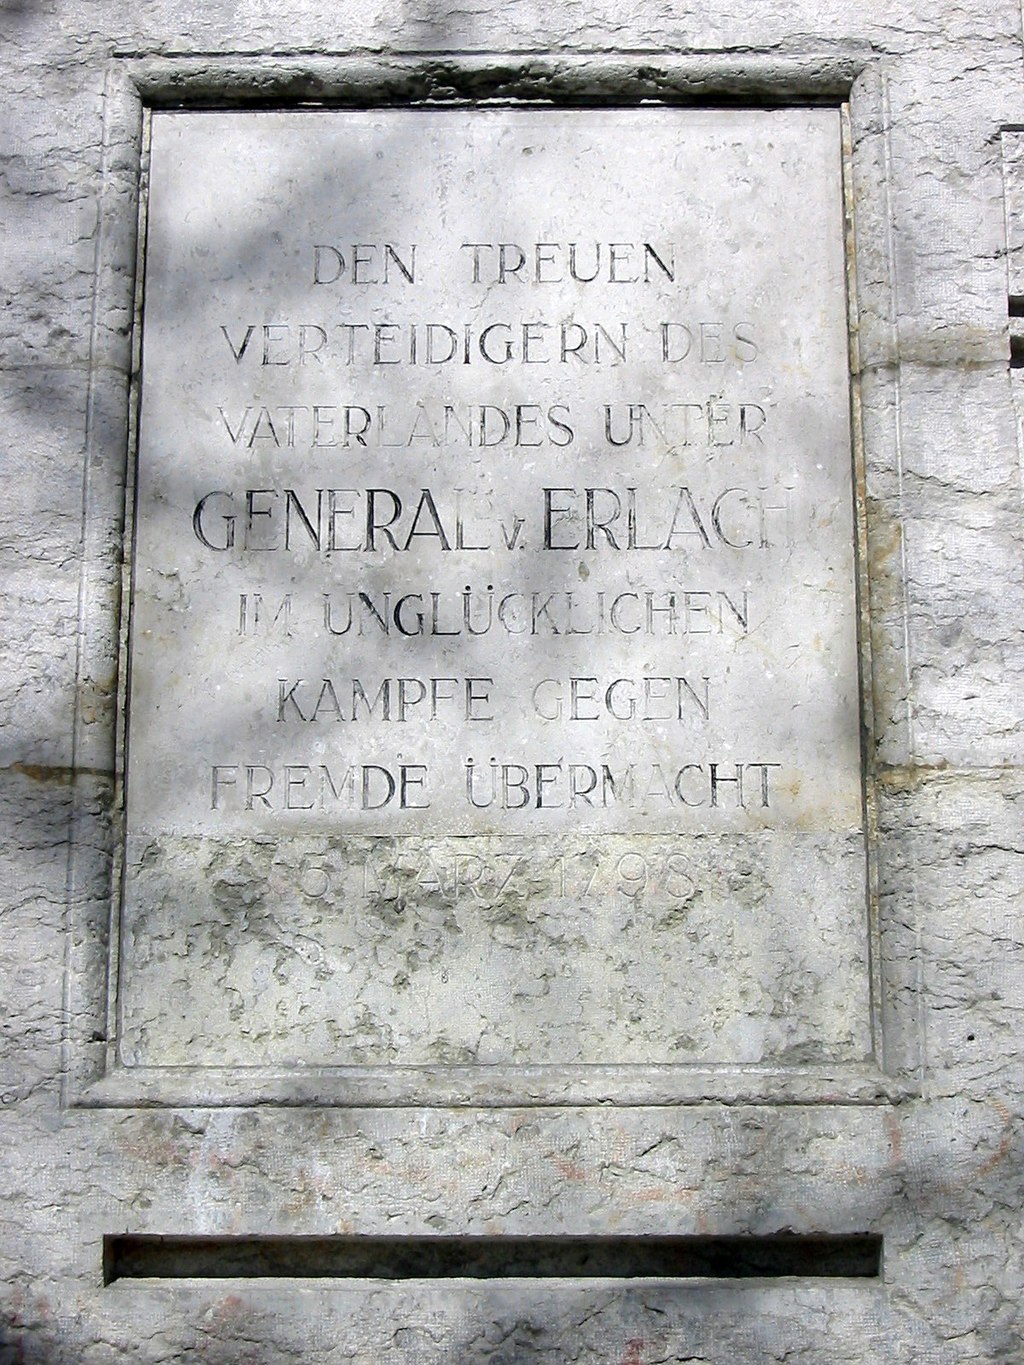 DEN TREUEN
VERTEIDIGERN DES
VATERLANDES UNTER
GENERAL v. ERLACH
IM UNGLÜCKLICHEN
KAMPFE GEGEN
FREMDE ÜBERMACHT
5. MÄRZ 1798